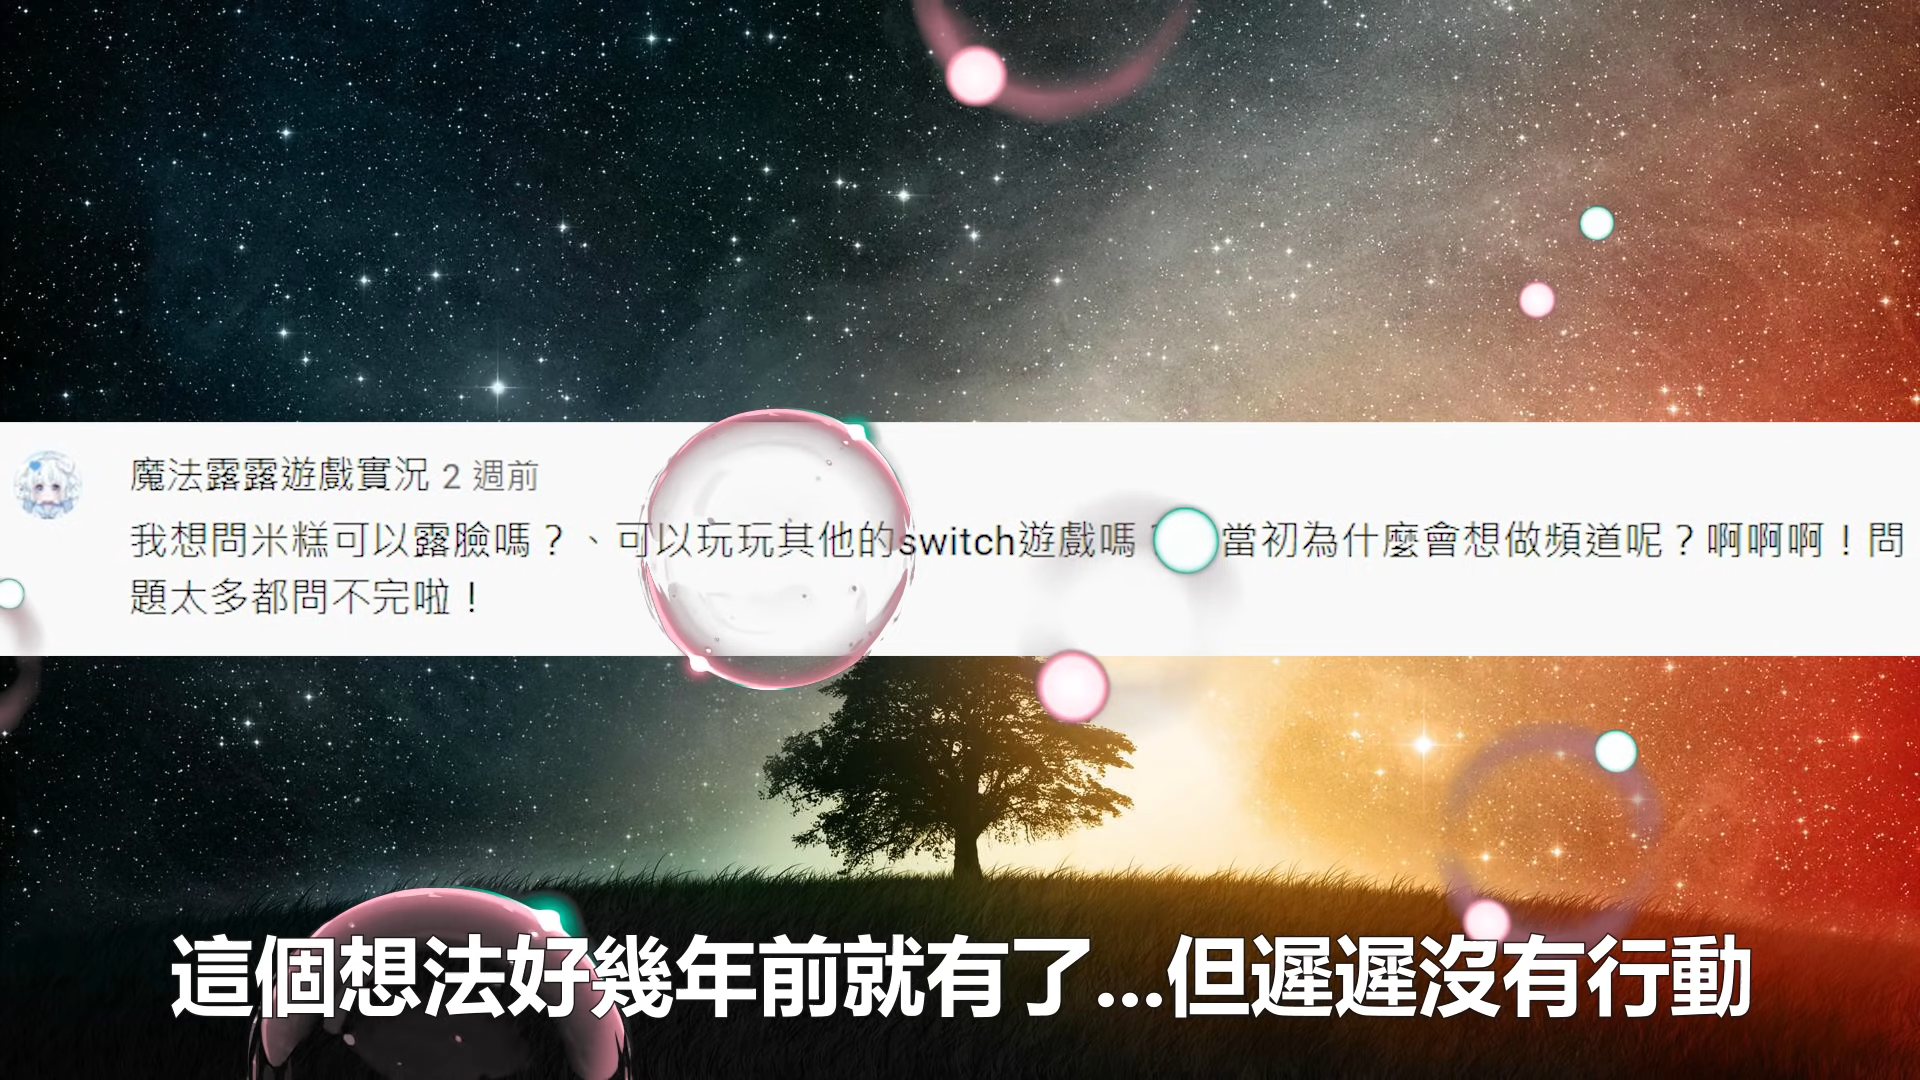 魔法露露遊戲實況 2 週前
我想問米糕可以露臉嗎？、可以玩玩其他的switch遊戲嗎？當初為什麼會想做頻道呢？啊啊啊！問
題太多都問不完啦！
這個想法好幾年前就有了...但遲遲沒有行動